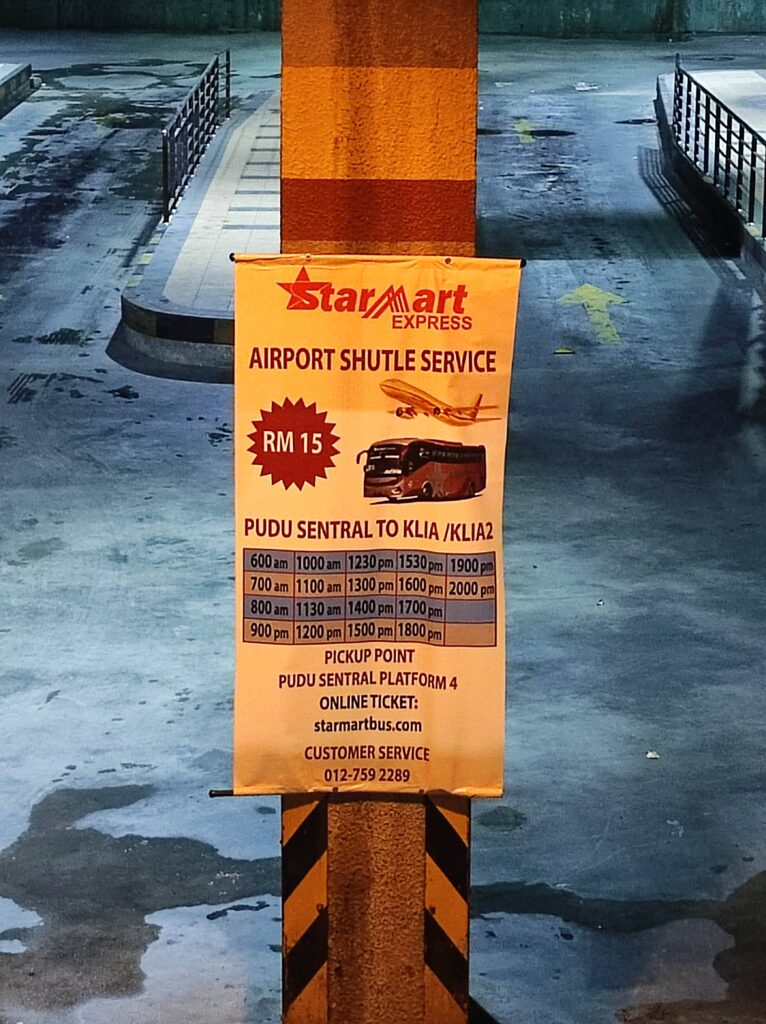 Starmart
EXPRESS
AIRPORT SHUTLE SERVICE
RM 15
PUDU SENTRAL TO KLIA /KLIA2
600 am 1000 am 1230 pm 1530 pm 1900 pm
700 am 1100 am 1300 pm 1600 pm 2000 pm
800 am 1130 am 1400 pm 1700 pm
900 pm 1200 pm 1500 pm 1800 pm
PICKUP POINT
PUDU SENTRAL PLATFORM 4
ONLINE TICKET:
starmartbus.com
CUSTOMER SERVICE
012-759 2289